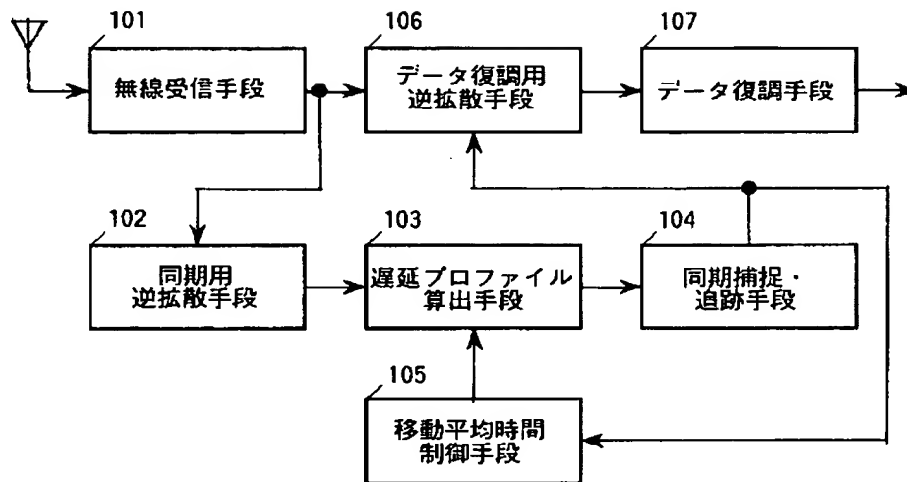 101
無線受信手段
106
データ復調用
逆拡散手段
107
データ復調手段
102
同期用
逆拡散手段
103
遅延プロファイル
算出手段
104
同期捕捉・
追跡手段
105
移動平均時間
制御手段